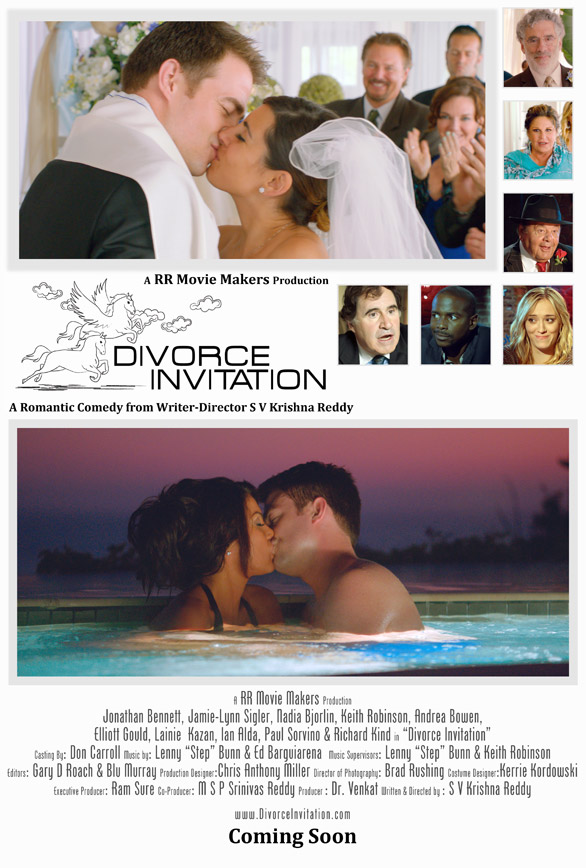 A RR Movie Makers Production
DIVORCE
INVITATION
A Romantic Comedy from Writer-Director S V Krishna Reddy
A RR Movie Makers Production
Jonathan Bennett, Jamie-Lynn Sigler, Nadia Bjorlin, Keith Robinson, Andrea Bowen,
Elliott Gould, Lainie Kazan, Ian Alda, Paul Sorvino & Richard Kind in "Divorce Invitation"
Casting By: Don Carroll Music by: Lenny "Step" Bunn & Ed Barguiarena Music Supervisors: Lenny "Step" Bunn & Keith Robinson
Editors: Gary D Roach & Blu Murray Production Designer:Chris Anthony Miller Director of Photography: Brad Rushing Costume Designer:Kerrie Kordowski
Executive Producer: Ram Sure Co-Producer: M S P Srinivas Reddy Producer : Dr. Venkat Written & Directed by : S V Krishna Reddy
www.DivorceInvitation.com
Coming Soon